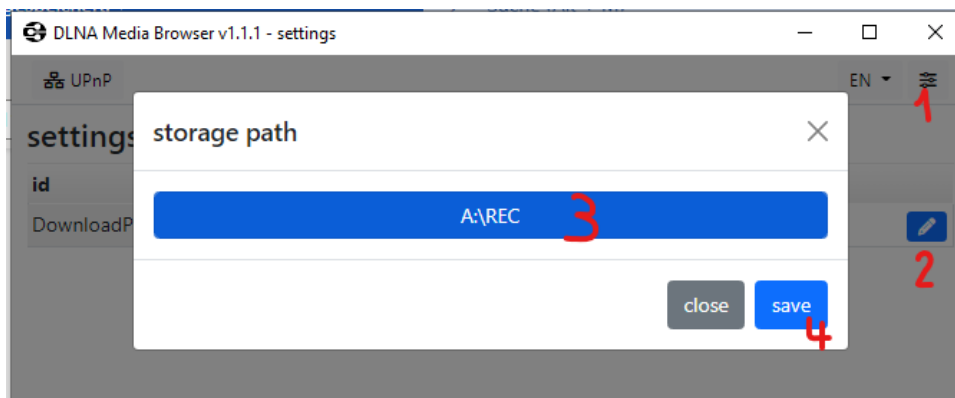 DLNA Media Browser v1.1.1 - settings
UPnP
EN
1
settings
storage path
id
A:\REC
3
DownloadP
2
close
save
4